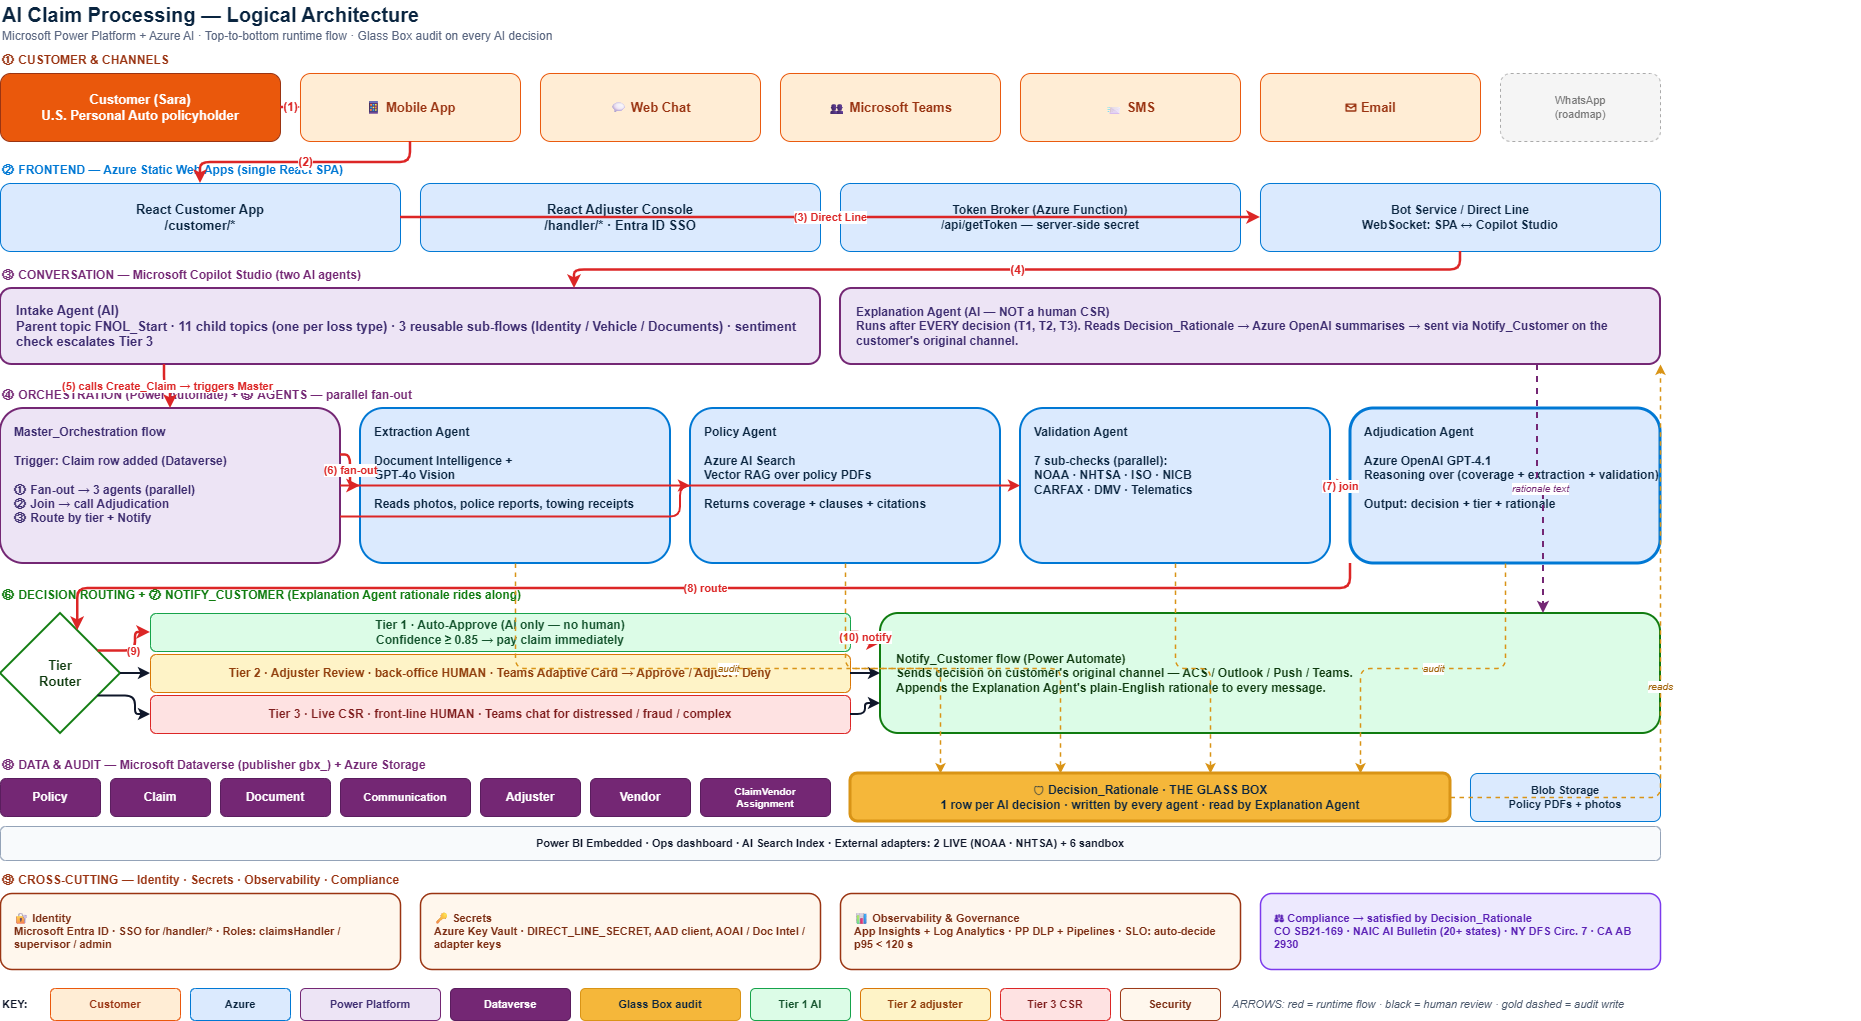 AI Claim Processing — Logical Architecture
Microsoft Power Platform + Azure AI · Top-to-bottom runtime flow · Glass Box audit on every AI decision
① CUSTOMER & CHANNELS
Customer (Sara)
U.S. Personal Auto policyholder
(1)
Mobile App
Web Chat
Microsoft Teams
SMS
Email
WhatsApp
(roadmap)
(2)
② FRONTEND — Azure Static Web Apps (single React SPA)
React Customer App
/customer/*
React Adjuster Console
/handler/* · Entra ID SSO
(3) Direct Line
Token Broker (Azure Function)
/api/getToken — server-side secret
Bot Service / Direct Line
WebSocket: SPA ↔ Copilot Studio
(4)
③ CONVERSATION — Microsoft Copilot Studio (two AI agents)
Intake Agent (AI)
Parent topic FNOL_Start · 11 child topics (one per loss type) · 3 reusable sub-flows (Identity / Vehicle / Documents) · sentiment
check escalates Tier 3
Explanation Agent (AI — NOT a human CSR)
Runs after EVERY decision (T1, T2, T3). Reads Decision_Rationale → Azure OpenAI summarises → sent via Notify_Customer on the
customer's original channel.
(5) calls Create_Claim → triggers Master
④ ORCHESTRATION (Power Automate) + ⑤ AGENTS — parallel fan-out
Master_Orchestration flow
Trigger: Claim row added (Dataverse)
① Fan-out → 3 agents (parallel)
② Join → call Adjudication
③ Route by tier + Notify
(6) fan-out
Extraction Agent
Document Intelligence +
GPT-4o Vision
Reads photos, police reports, towing receipts
Policy Agent
Azure AI Search
Vector RAG over policy PDFs
Returns coverage + clauses + citations
Validation Agent
7 sub-checks (parallel):
NOAA · NHTSA · ISO · NICB
CARFAX · DMV · Telematics
(7) join
Adjudication Agent
Azure OpenAI GPT-4.1
Reasoning over (coverage + extraction + validation)
rationale text
Output: decision + tier + rationale
(8) route
⑥ DECISION ROUTING + ⑦ NOTIFY_CUSTOMER (Explanation Agent rationale rides along)
Tier
Router
(9)
Tier 1 · Auto-Approve (AI only — no human)
Confidence ≥ 0.85 → pay claim immediately
Tier 2 · Adjuster Review · back-office HUMAN · Teams Adaptive Card → Approve / Adjust / Deny
audit
Tier 3 · Live CSR · front-line HUMAN · Teams chat for distressed / fraud / complex
(10) notify
Notify_Customer flow (Power Automate)
Sends decision on customer's original channel — ACS / Outlook / Push / Teams.
Appends the Explanation Agent's plain-English rationale to every message.
audit
reads
⑧ DATA & AUDIT — Microsoft Dataverse (publisher gbx_) + Azure Storage
Policy
Claim
Document
Communication
Adjuster
Vendor
ClaimVendor
Assignment
Decision_Rationale · THE GLASS BOX
1 row per AI decision · written by every agent · read by Explanation Agent
Blob Storage
Policy PDFs + photos
Power BI Embedded · Ops dashboard · AI Search Index · External adapters: 2 LIVE (NOAA · NHTSA) + 6 sandbox
⑨ CROSS-CUTTING — Identity · Secrets · Observability · Compliance
Identity
Microsoft Entra ID · SSO for /handler/* · Roles: claimsHandler /
supervisor / admin
Secrets
Azure Key Vault · DIRECT_LINE_SECRET, AAD client, AOAI / Doc Intel /
adapter keys
Observability & Governance
App Insights + Log Analytics · PP DLP + Pipelines · SLO: auto-decide
p95 < 120 s
Compliance → satisfied by Decision_Rationale
CO SB21-169 · NAIC AI Bulletin (20+ states) · NY DFS Circ. 7 · CA AB
2930
KEY:
Customer
Azure
Power Platform
Dataverse
Glass Box audit
Tier 1 AI
Tier 2 adjuster
Tier 3 CSR
Security
ARROWS: red = runtime flow · black = human review · gold dashed = audit write